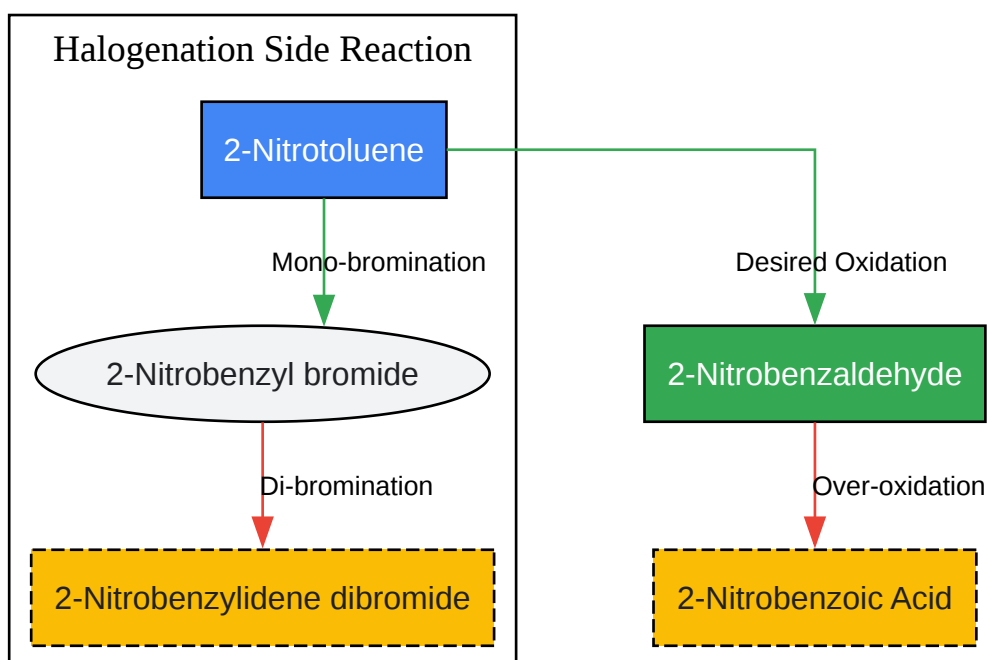 Halogenation Side Reaction
2-Nitrotoluene
Mono-bromination
Desired Oxidation
2-Nitrobenzyl bromide
2-Nitrobenzaldehyde
Di-bromination
Over-oxidation
2-Nitrobenzylidene dibromide
2-Nitrobenzoic Acid